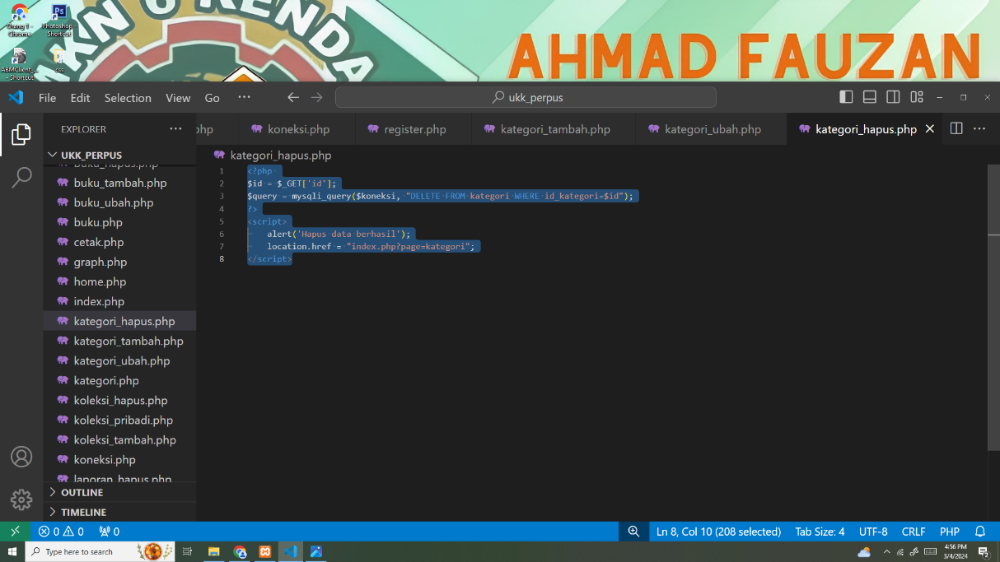 MKN 6 KENDA
AHMAD FAUZAN
Chrome
Photoshop
Shortcut
- Shortcut
css
File Edit Selection View Go ··· ukk_perpus
EXPLORER ···
php koneksi.php register.php kategori_tambah.php kategori_ubah.php kategori_hapus.php
UKK_PERPUS
buku_hapus.php
buku_tambah.php
buku_ubah.php
buku.php
cetak.php
graph.php
home.php
index.php
kategori_hapus.php
kategori_tambah.php
kategori_ubah.php
kategori.php
koleksi_hapus.php
koleksi_pribadi.php
koleksi_tambah.php
koneksi.php
laporan_hapus.php
OUTLINE
TIMELINE
kategori_hapus.php
1 <?php
2 $id = $_GET['id'];
3 $query = mysqli_query($koneksi, "DELETE FROM kategori WHERE id_kategori=$id");
4 ?>
5 <script>
6 alert('Hapus data berhasil');
7 location.href = "index.php?page=kategori";
8 </script>
0 0 0 Ln 8, Col 10 (208 selected) Tab Size: 4 UTF-8 CRLF PHP
Type here to search
4:56 PM
3/4/2024
2